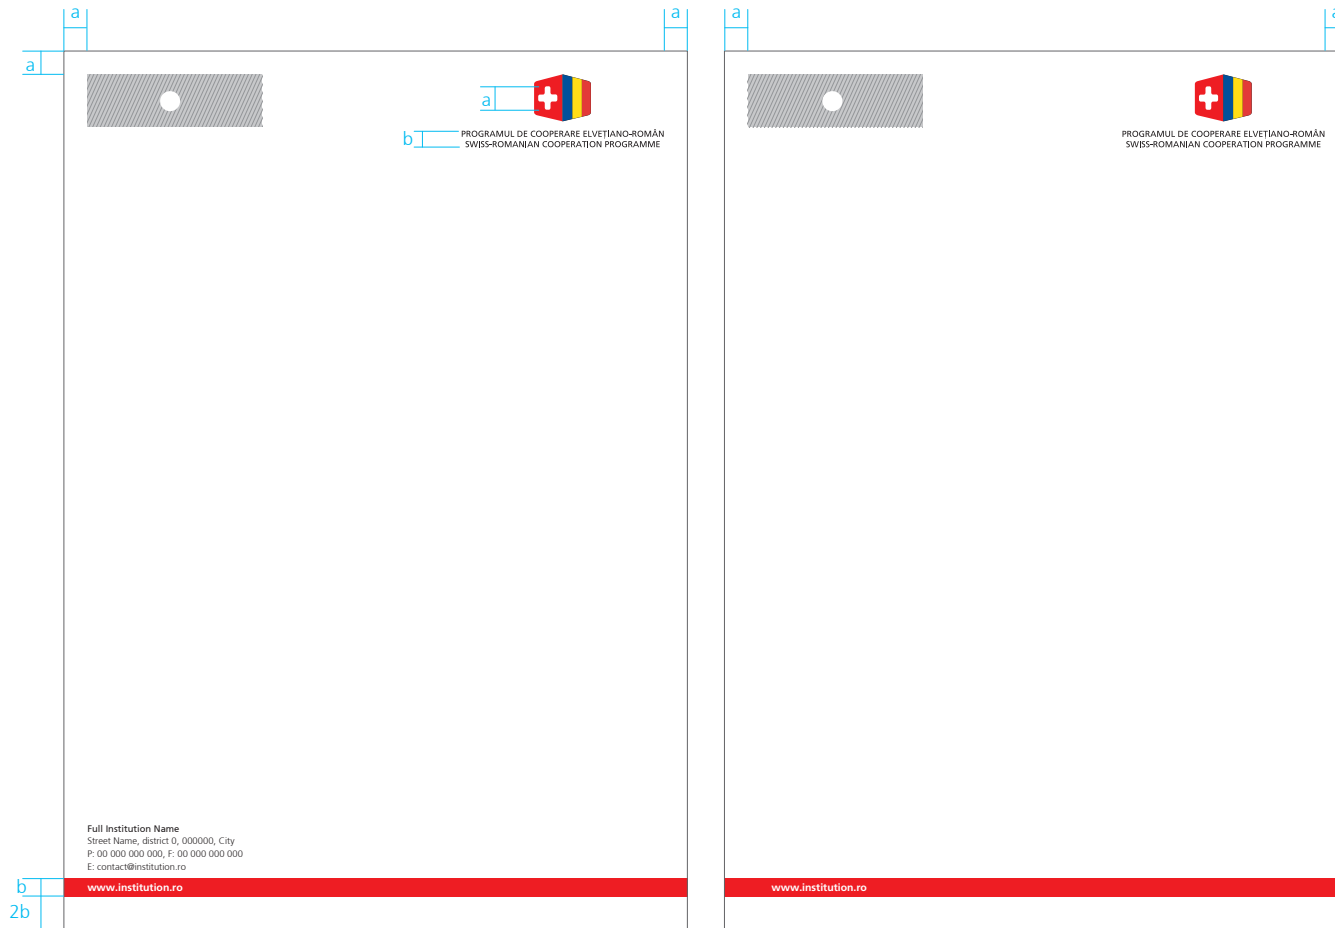 a a a a
a
a
PROGRAMUL DE COOPERARE ELVEȚIANO-ROMÂN
SWISS-ROMANIAN COOPERATION PROGRAMME
b
PROGRAMUL DE COOPERARE ELVEȚIANO-ROMÂN
SWISS-ROMANIAN COOPERATION PROGRAMME
Full Institution Name
Street Name, district 0, 000000, City
P: 00 000 000 000, F: 00 000 000 000
E: contact@institution.ro
b
www.institution.ro
www.institution.ro
2b